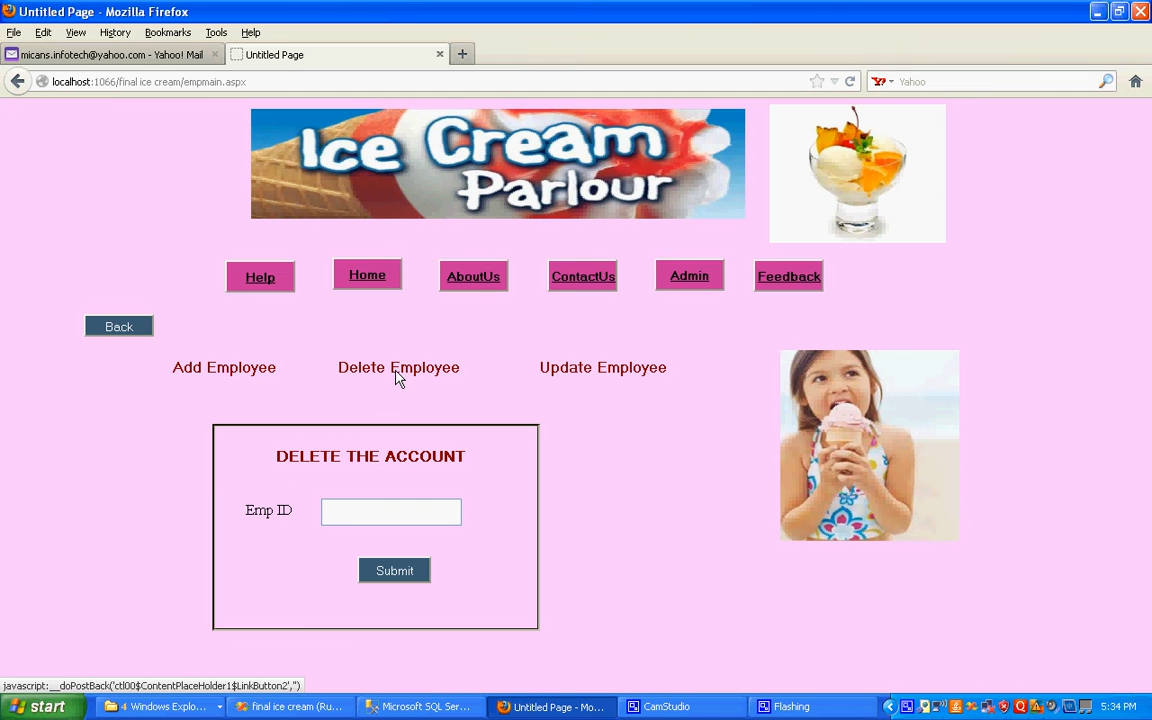 Untitled Page - Mozilla Firefox
File Edit View History Bookmarks Tools Help
micans.infotech@yahoo.com - Yahoo! Mail
Untitled Page
localhost:1066/final ice cream/empmain.aspx
Yahoo
Ice Cream
Parlour
Help
Home
AboutUs
ContactUs
Admin
Feedback
Back
Add Employee
Delete Employee
Update Employee
DELETE THE ACCOUNT
Emp ID
Submit
javascript:__doPostBack('ctl00$ContentPlaceHolder1$LinkButton2','')
start
4 Windows Explo...
final ice cream (Ru...
Microsoft SQL Serve...
Untitled Page - Mo...
CamStudio
Flashing
5:34 PM